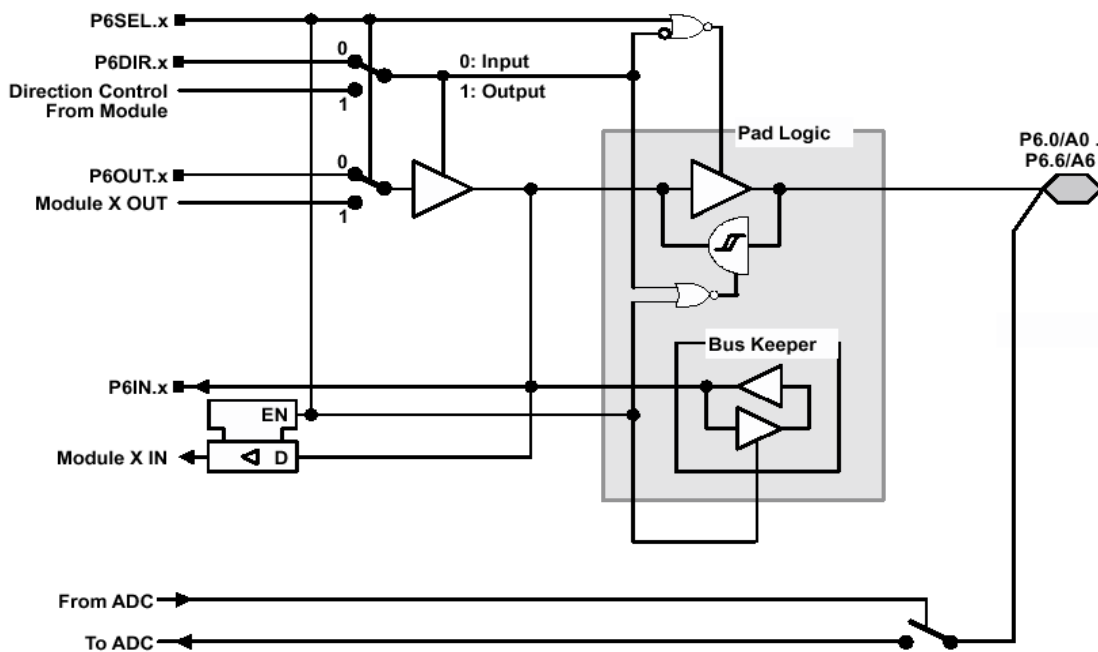 P6SEL.x
P6DIR.x
0
0: Input
Direction Control
From Module
1
1: Output
Pad Logic
P6.0/A0 .
P6.6/A6
P6OUT.x
0
Module X OUT
1
Bus Keeper
P6IN.x
EN
Module X IN
D
From ADC
To ADC